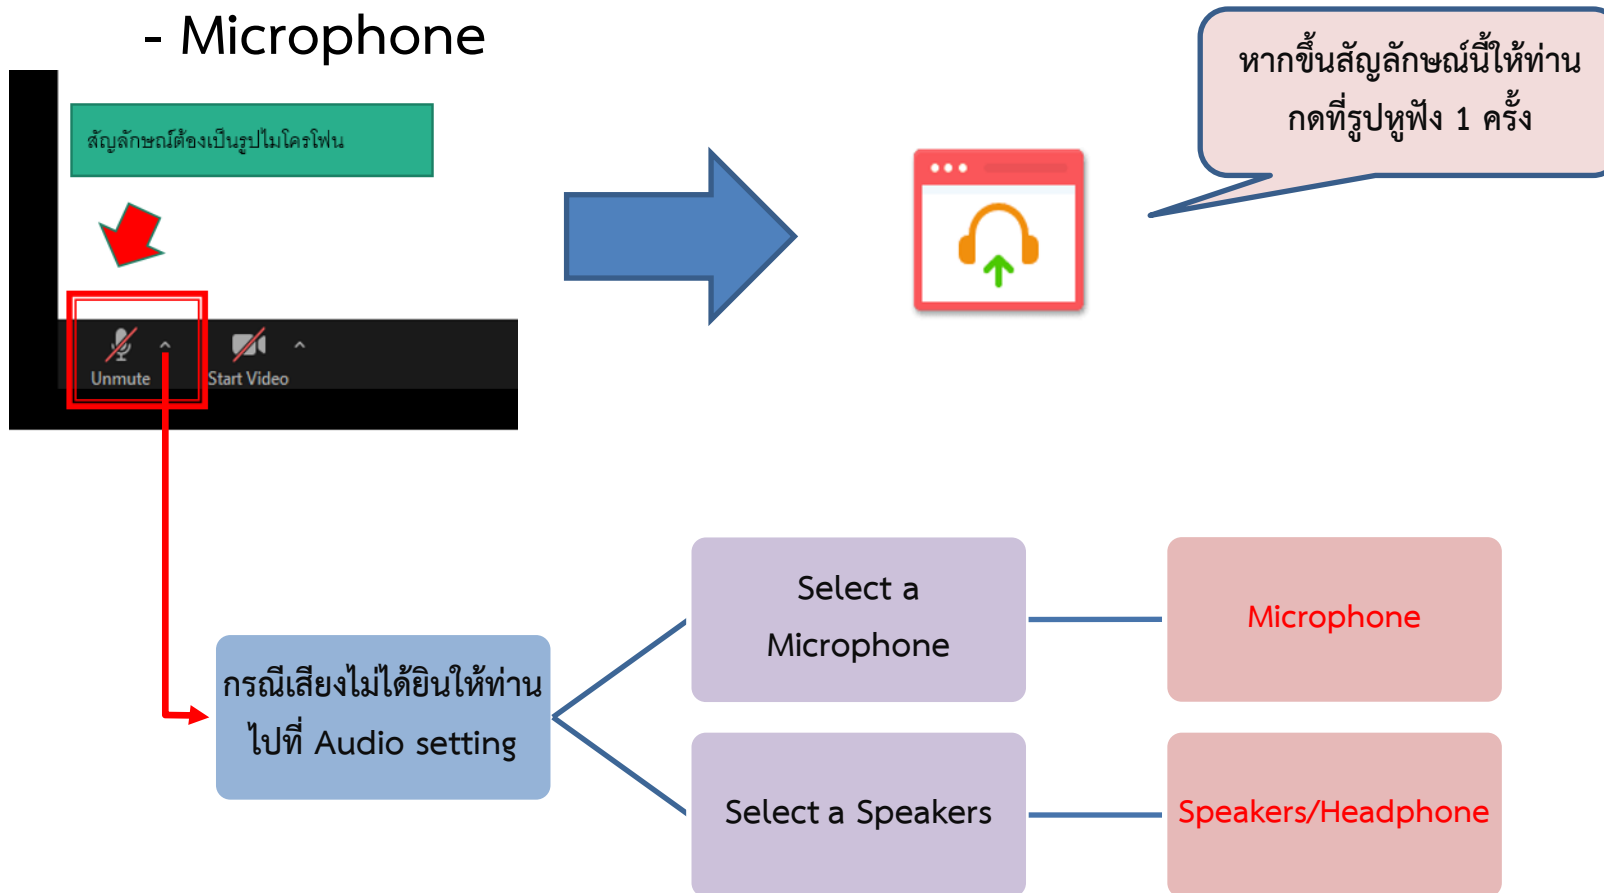 - Microphone
หากขึ้นสัญลักษณ์นี้ให้ท่าน
กดที่รูปหูฟัง 1 ครั้ง
สัญลักษณ์ต้องเป็นรูปไมโครโฟน
Unmute
Start Video
Select a
Microphone
Microphone
กรณีเสียงไม่ได้ยินให้ท่าน
ไปที่ Audio setting
Select a Speakers
Speakers/Headphone